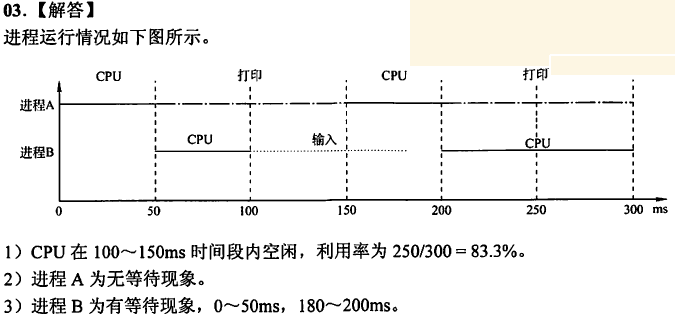 03.【解答】
进程运行情况如下图所示。
CPU 打印 CPU 打印
进程A
进程B CPU 输入 CPU
0 50 100 150 200 250 300 ms
1）CPU 在 100～150ms 时间段内空闲，利用率为 250/300 = 83.3%。
2）进程 A 为无等待现象。
3）进程 B 为有等待现象，0～50ms，180～200ms。